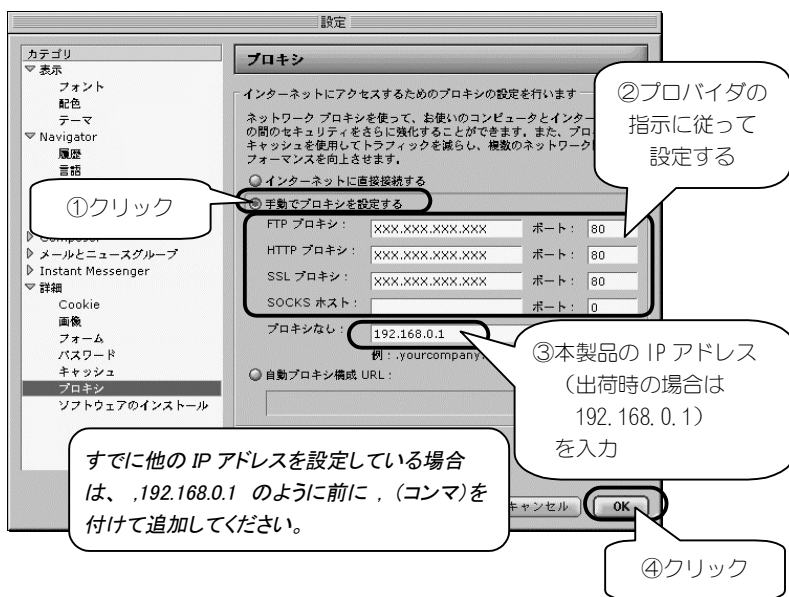 設定
カテゴリ
表示
フォント
配色
テーマ
Navigator
履歴
言語
メールとニュースグループ
Instant Messenger
詳細
Cookie
画像
フォーム
パスワード
キャッシュ
プロキシ
ソフトウェアのインストール
プロキシ
インターネットにアクセスするためのプロキシの設定を行います
ネットワーク プロキシを使って、お使いのコンピュータとインター
の間のセキュリティをさらに強化することができます。また、プロ
キャッシュを使用してトラフィックを減らし、複数のネットワーク
フォーマンスを向上させます。
インターネットに直接接続する
手動でプロキシを設定する
FTP プロキシ： XXX.XXX.XXX.XXX ポート： 80
HTTP プロキシ： XXX.XXX.XXX.XXX ポート： 80
SSL プロキシ： XXX.XXX.XXX.XXX ポート： 80
SOCKS ホスト： ポート： 0
プロキシなし： 192.168.0.1
例：.yourcompany.
自動プロキシ構成 URL：
キャンセル
OK
①クリック
②プロバイダの
指示に従って
設定する
③本製品の IP アドレス
（出荷時の場合は
192.168.0.1）
を入力
すでに他の IP アドレスを設定している場合
は、 ,192.168.0.1 のように前に , (コンマ)を
付けて追加してください。
④クリック